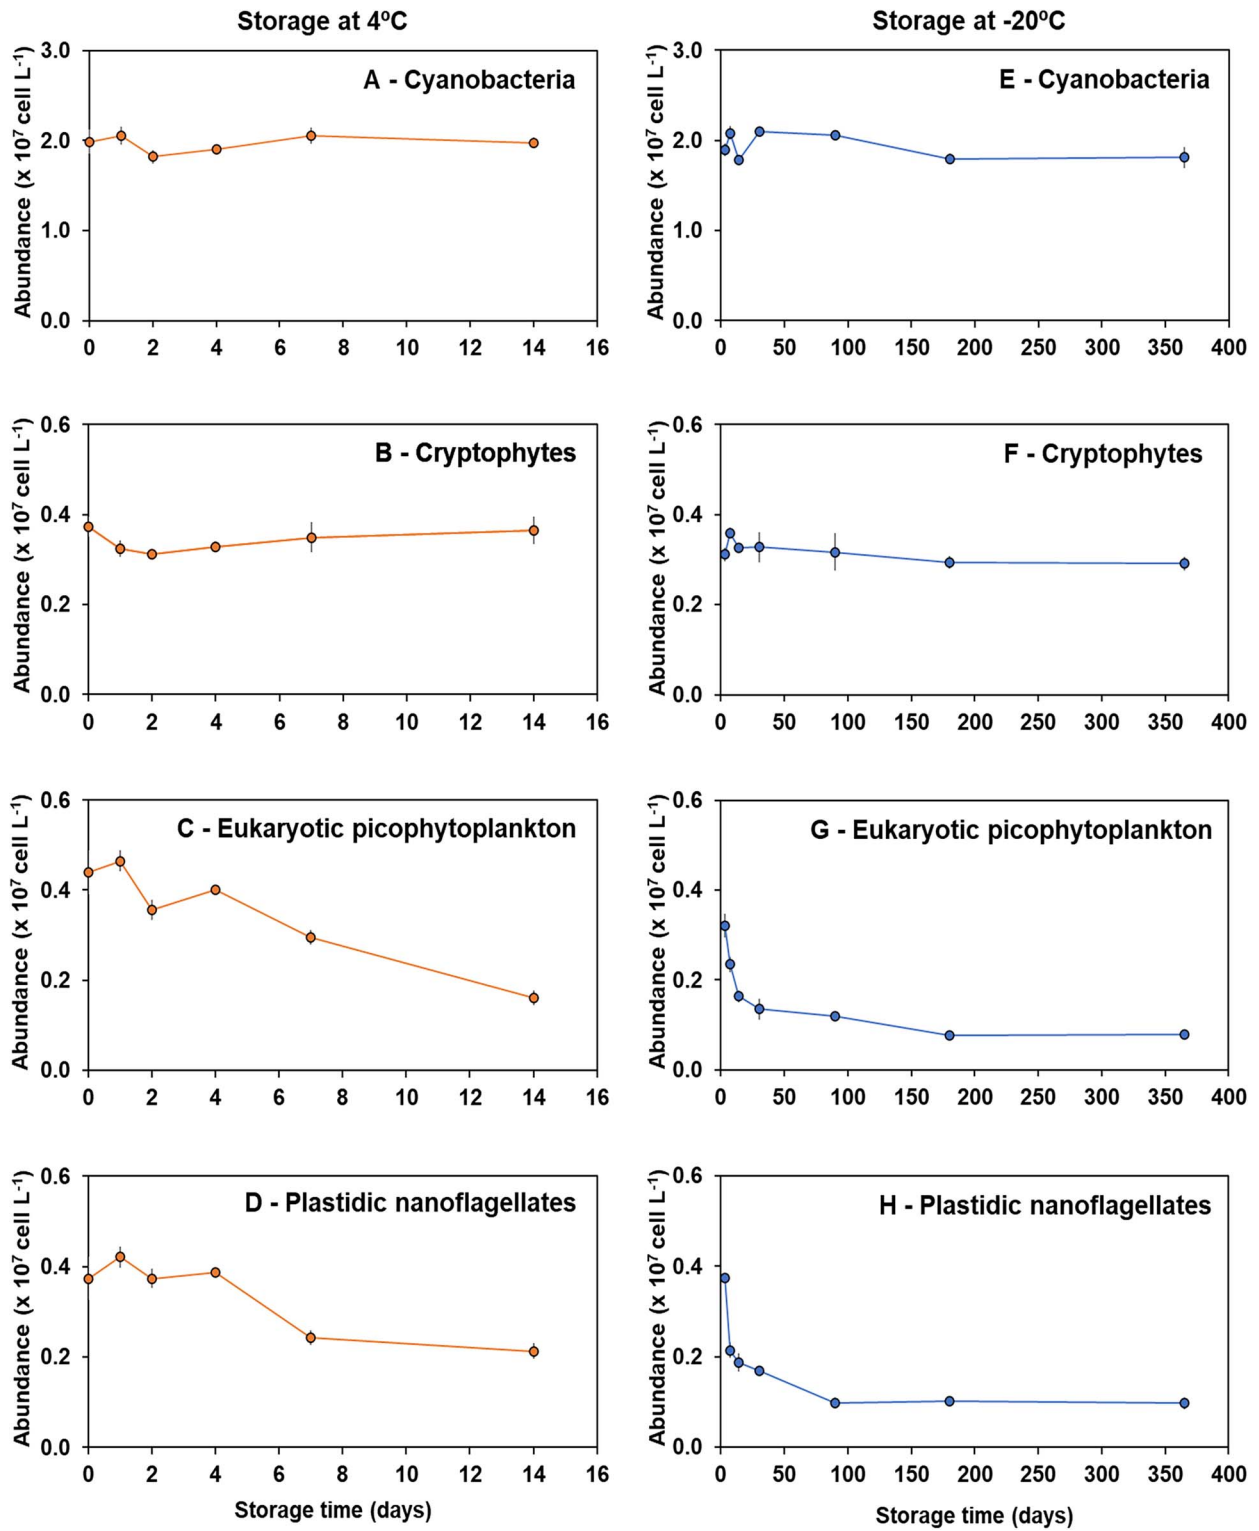 Storage at 4ºC
Storage at -20ºC
Abundance (x 10⁷ cell L⁻¹)
3.0
2.0
1.0
0.0
A - Cyanobacteria
0 2 4 6 8 10 12 14 16
Abundance (x 10⁷ cell L⁻¹)
3.0
2.0
1.0
0.0
E - Cyanobacteria
0 50 100 150 200 250 300 350 400
Abundance (x 10⁷ cell L⁻¹)
0.6
0.4
0.2
0.0
B - Cryptophytes
0 2 4 6 8 10 12 14 16
Abundance (x 10⁷ cell L⁻¹)
0.6
0.4
0.2
0.0
F - Cryptophytes
0 50 100 150 200 250 300 350 400
Abundance (x 10⁷ cell L⁻¹)
0.6
0.4
0.2
0.0
C - Eukaryotic picophytoplankton
0 2 4 6 8 10 12 14 16
Abundance (x 10⁷ cell L⁻¹)
0.6
0.4
0.2
0.0
G - Eukaryotic picophytoplankton
0 50 100 150 200 250 300 350 400
Abundance (x 10⁷ cell L⁻¹)
0.6
0.4
0.2
0.0
D - Plastidic nanoflagellates
0 2 4 6 8 10 12 14 16
Storage time (days)
Abundance (x 10⁷ cell L⁻¹)
0.6
0.4
0.2
0.0
H - Plastidic nanoflagellates
0 50 100 150 200 250 300 350 400
Storage time (days)